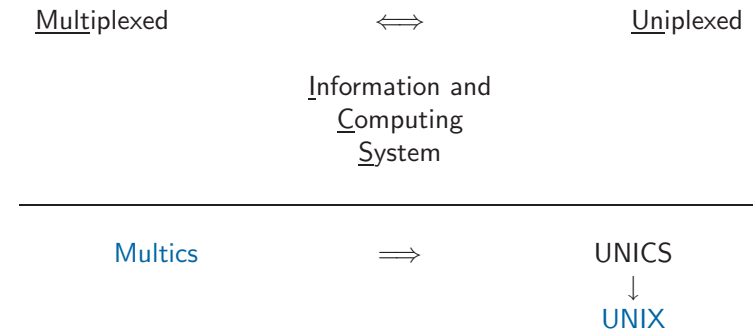 Multiplexed ⟺ Uniplexed
Information and
Computing
System
Multics ⟹ UNICS
↓
UNIX